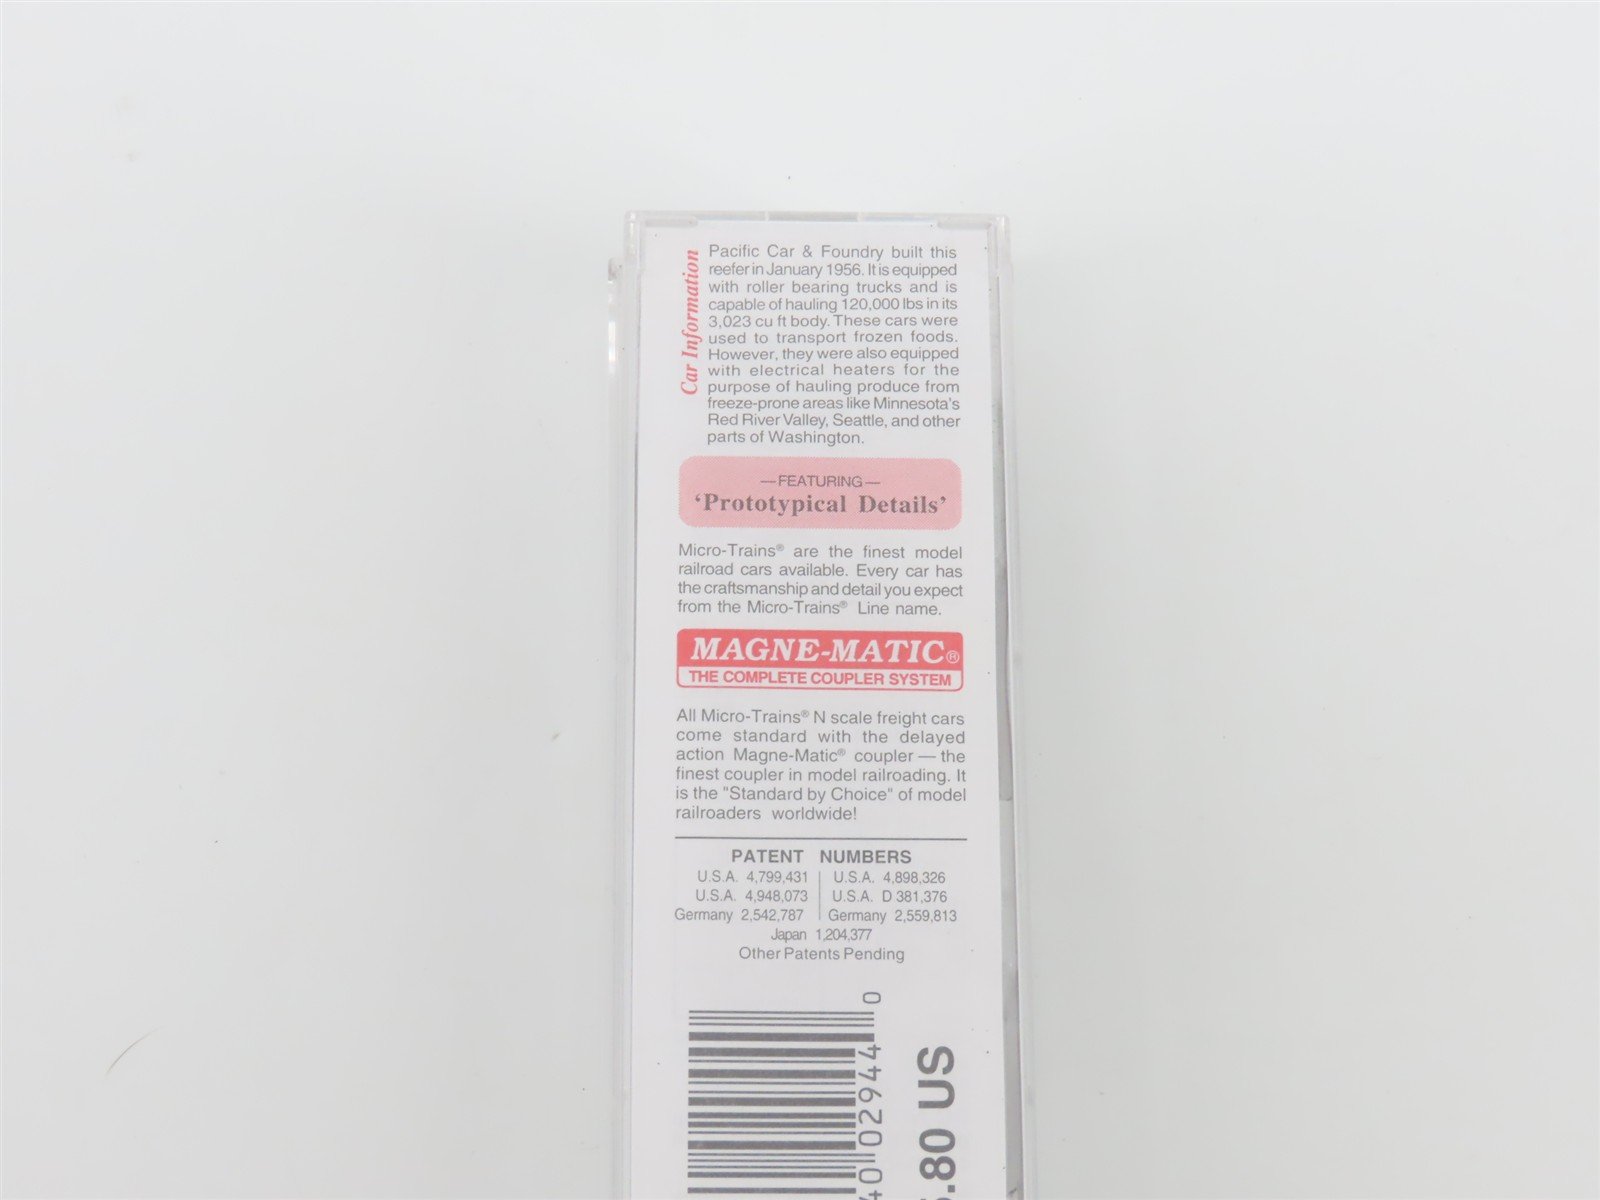 Car Information
Pacific Car & Foundry built this
reefer in January 1956. It is equipped
with roller bearing trucks and is
capable of hauling 120,000 lbs in its
3,023 cu ft body. These cars were
used to transport frozen foods.
However, they were also equipped
with electrical heaters for the
purpose of hauling produce from
freeze-prone areas like Minnesota's
Red River Valley, Seattle, and other
parts of Washington.
—FEATURING—
'Prototypical Details'
Micro-Trains® are the finest model
railroad cars available. Every car has
the craftsmanship and detail you expect
from the Micro-Trains® Line name.
MAGNE-MATIC®
THE COMPLETE COUPLER SYSTEM
All Micro-Trains® N scale freight cars
come standard with the delayed
action Magne-Matic® coupler — the
finest coupler in model railroading. It
is the "Standard by Choice" of model
railroaders worldwide!
PATENT NUMBERS
U.S.A. 4,799,431 | U.S.A. 4,898,326
U.S.A. 4,948,073 | U.S.A. D 381,376
Germany 2,542,787 | Germany 2,559,813
Japan 1,204,377
Other Patents Pending
40 02944 0
.80 US